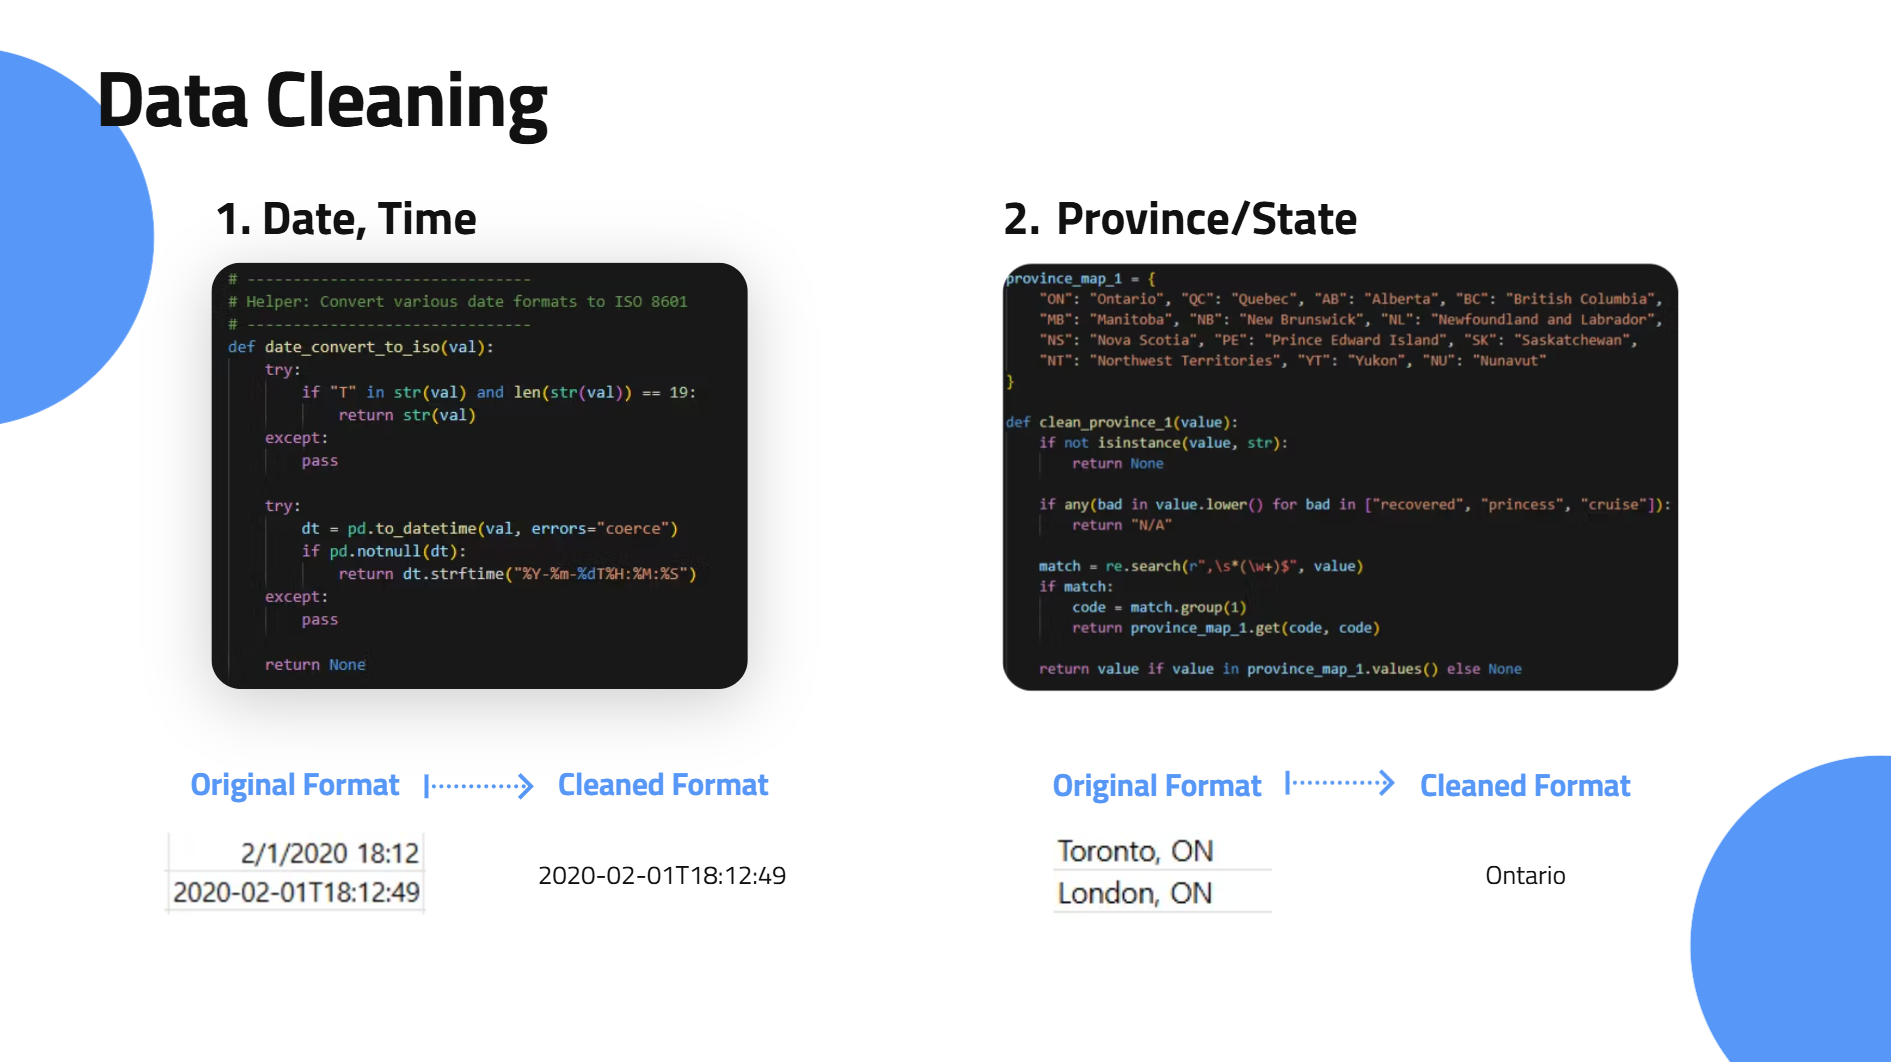 Data Cleaning
1. Date, Time
# -------------------------------
# Helper: Convert various date formats to ISO 8601
# -------------------------------
def date_convert_to_iso(val):
    try:
        if "T" in str(val) and len(str(val)) == 19:
            return str(val)
    except:
        pass
    try:
        dt = pd.to_datetime(val, errors="coerce")
        if pd.notnull(dt):
            return dt.strftime("%Y-%m-%dT%H:%M:%S")
    except:
        pass
    return None
Original Format
Cleaned Format
2/1/2020 18:12
2020-02-01T18:12:49
2020-02-01T18:12:49
2. Province/State
province_map_1 = {
    "ON": "Ontario", "QC": "Quebec", "AB": "Alberta", "BC": "British Columbia",
    "MB": "Manitoba", "NB": "New Brunswick", "NL": "Newfoundland and Labrador",
    "NS": "Nova Scotia", "PE": "Prince Edward Island", "SK": "Saskatchewan",
    "NT": "Northwest Territories", "YT": "Yukon", "NU": "Nunavut"
}
def clean_province_1(value):
    if not isinstance(value, str):
        return None
    if any(bad in value.lower() for bad in ["recovered", "princess", "cruise"]):
        return "N/A"
    match = re.search(r",\s*(\w+)$", value)
    if match:
        code = match.group(1)
        return province_map_1.get(code, code)
    return value if value in province_map_1.values() else None
Original Format
Cleaned Format
Toronto, ON
London, ON
Ontario